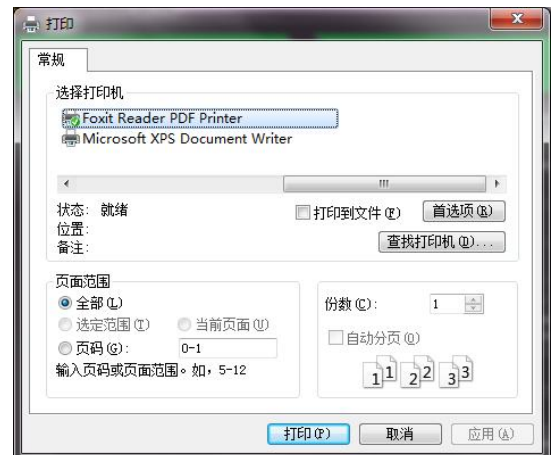 打印
常规
选择打印机
Foxit Reader PDF Printer
Microsoft XPS Document Writer
状态: 就绪
打印到文件(F)
首选项(R)
位置:
备注:
查找打印机(D)...
页面范围
全部(L)
选定范围(T)
当前页面(U)
页码(G):
0-1
输入页码或页面范围。如，5-12
份数(C):
1
自动分页(O)
1 1 2 2 3 3
打印(P)
取消
应用(A)